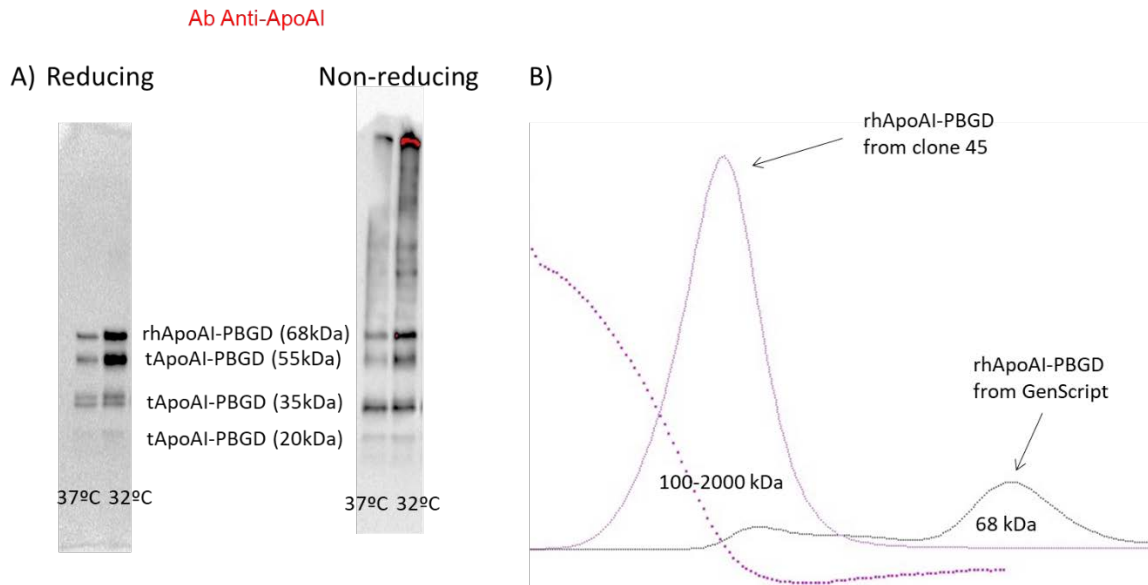 Ab Anti-ApoAI
A) Reducing
Non-reducing
rhApoAI-PBGD (68kDa)
tApoAI-PBGD (55kDa)
tApoAI-PBGD (35kDa)
tApoAI-PBGD (20kDa)
37ºC 32ºC
37ºC 32ºC
B)
rhApoAI-PBGD
from clone 45
rhApoAI-PBGD
from GenScript
100-2000 kDa
68 kDa